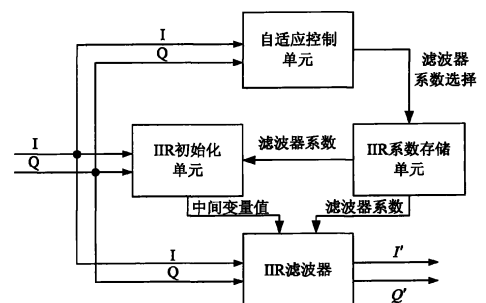 I
Q
自适应控制
单元
滤波器
系数选择
I
Q
IIR初始化
单元
滤波器系数
IIR系数存储
单元
中间变量值
滤波器系数
I
Q
IIR滤波器
I'
Q'